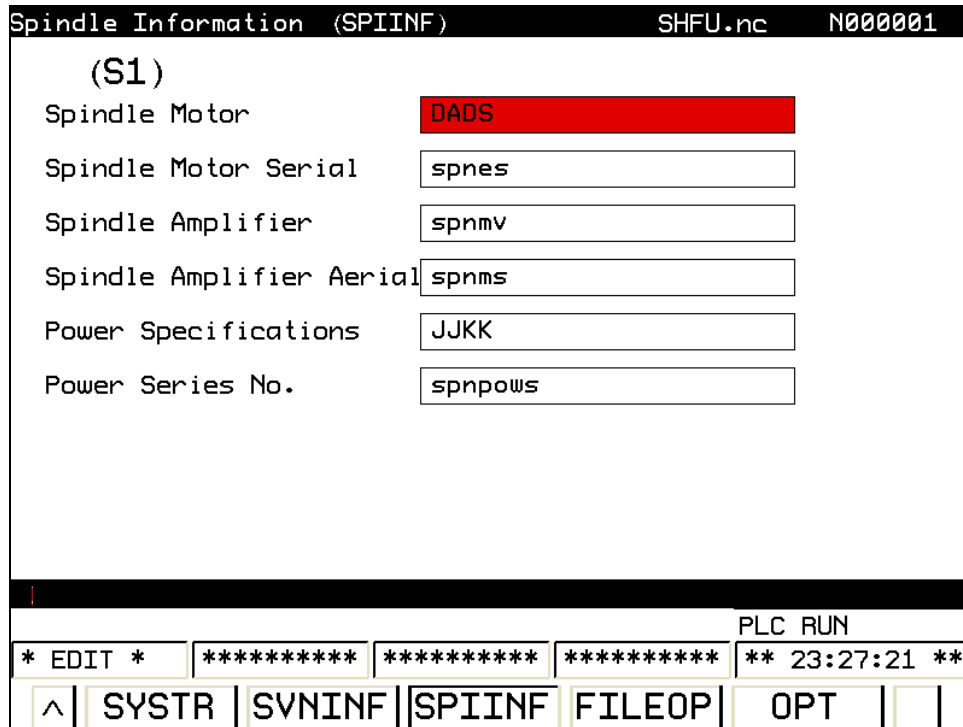 Spindle Information (SPIINF) SHFU.nc N000001
(S1)
Spindle Motor DADS
Spindle Motor Serial spnes
Spindle Amplifier spnmv
Spindle Amplifier Aerial spnms
Power Specifications JJKK
Power Series No. spnpows
PLC RUN
* EDIT * ********** ********** ********** ** 23:27:21 **
^ SYSTR SVNINF SPIINF FILEOP OPT